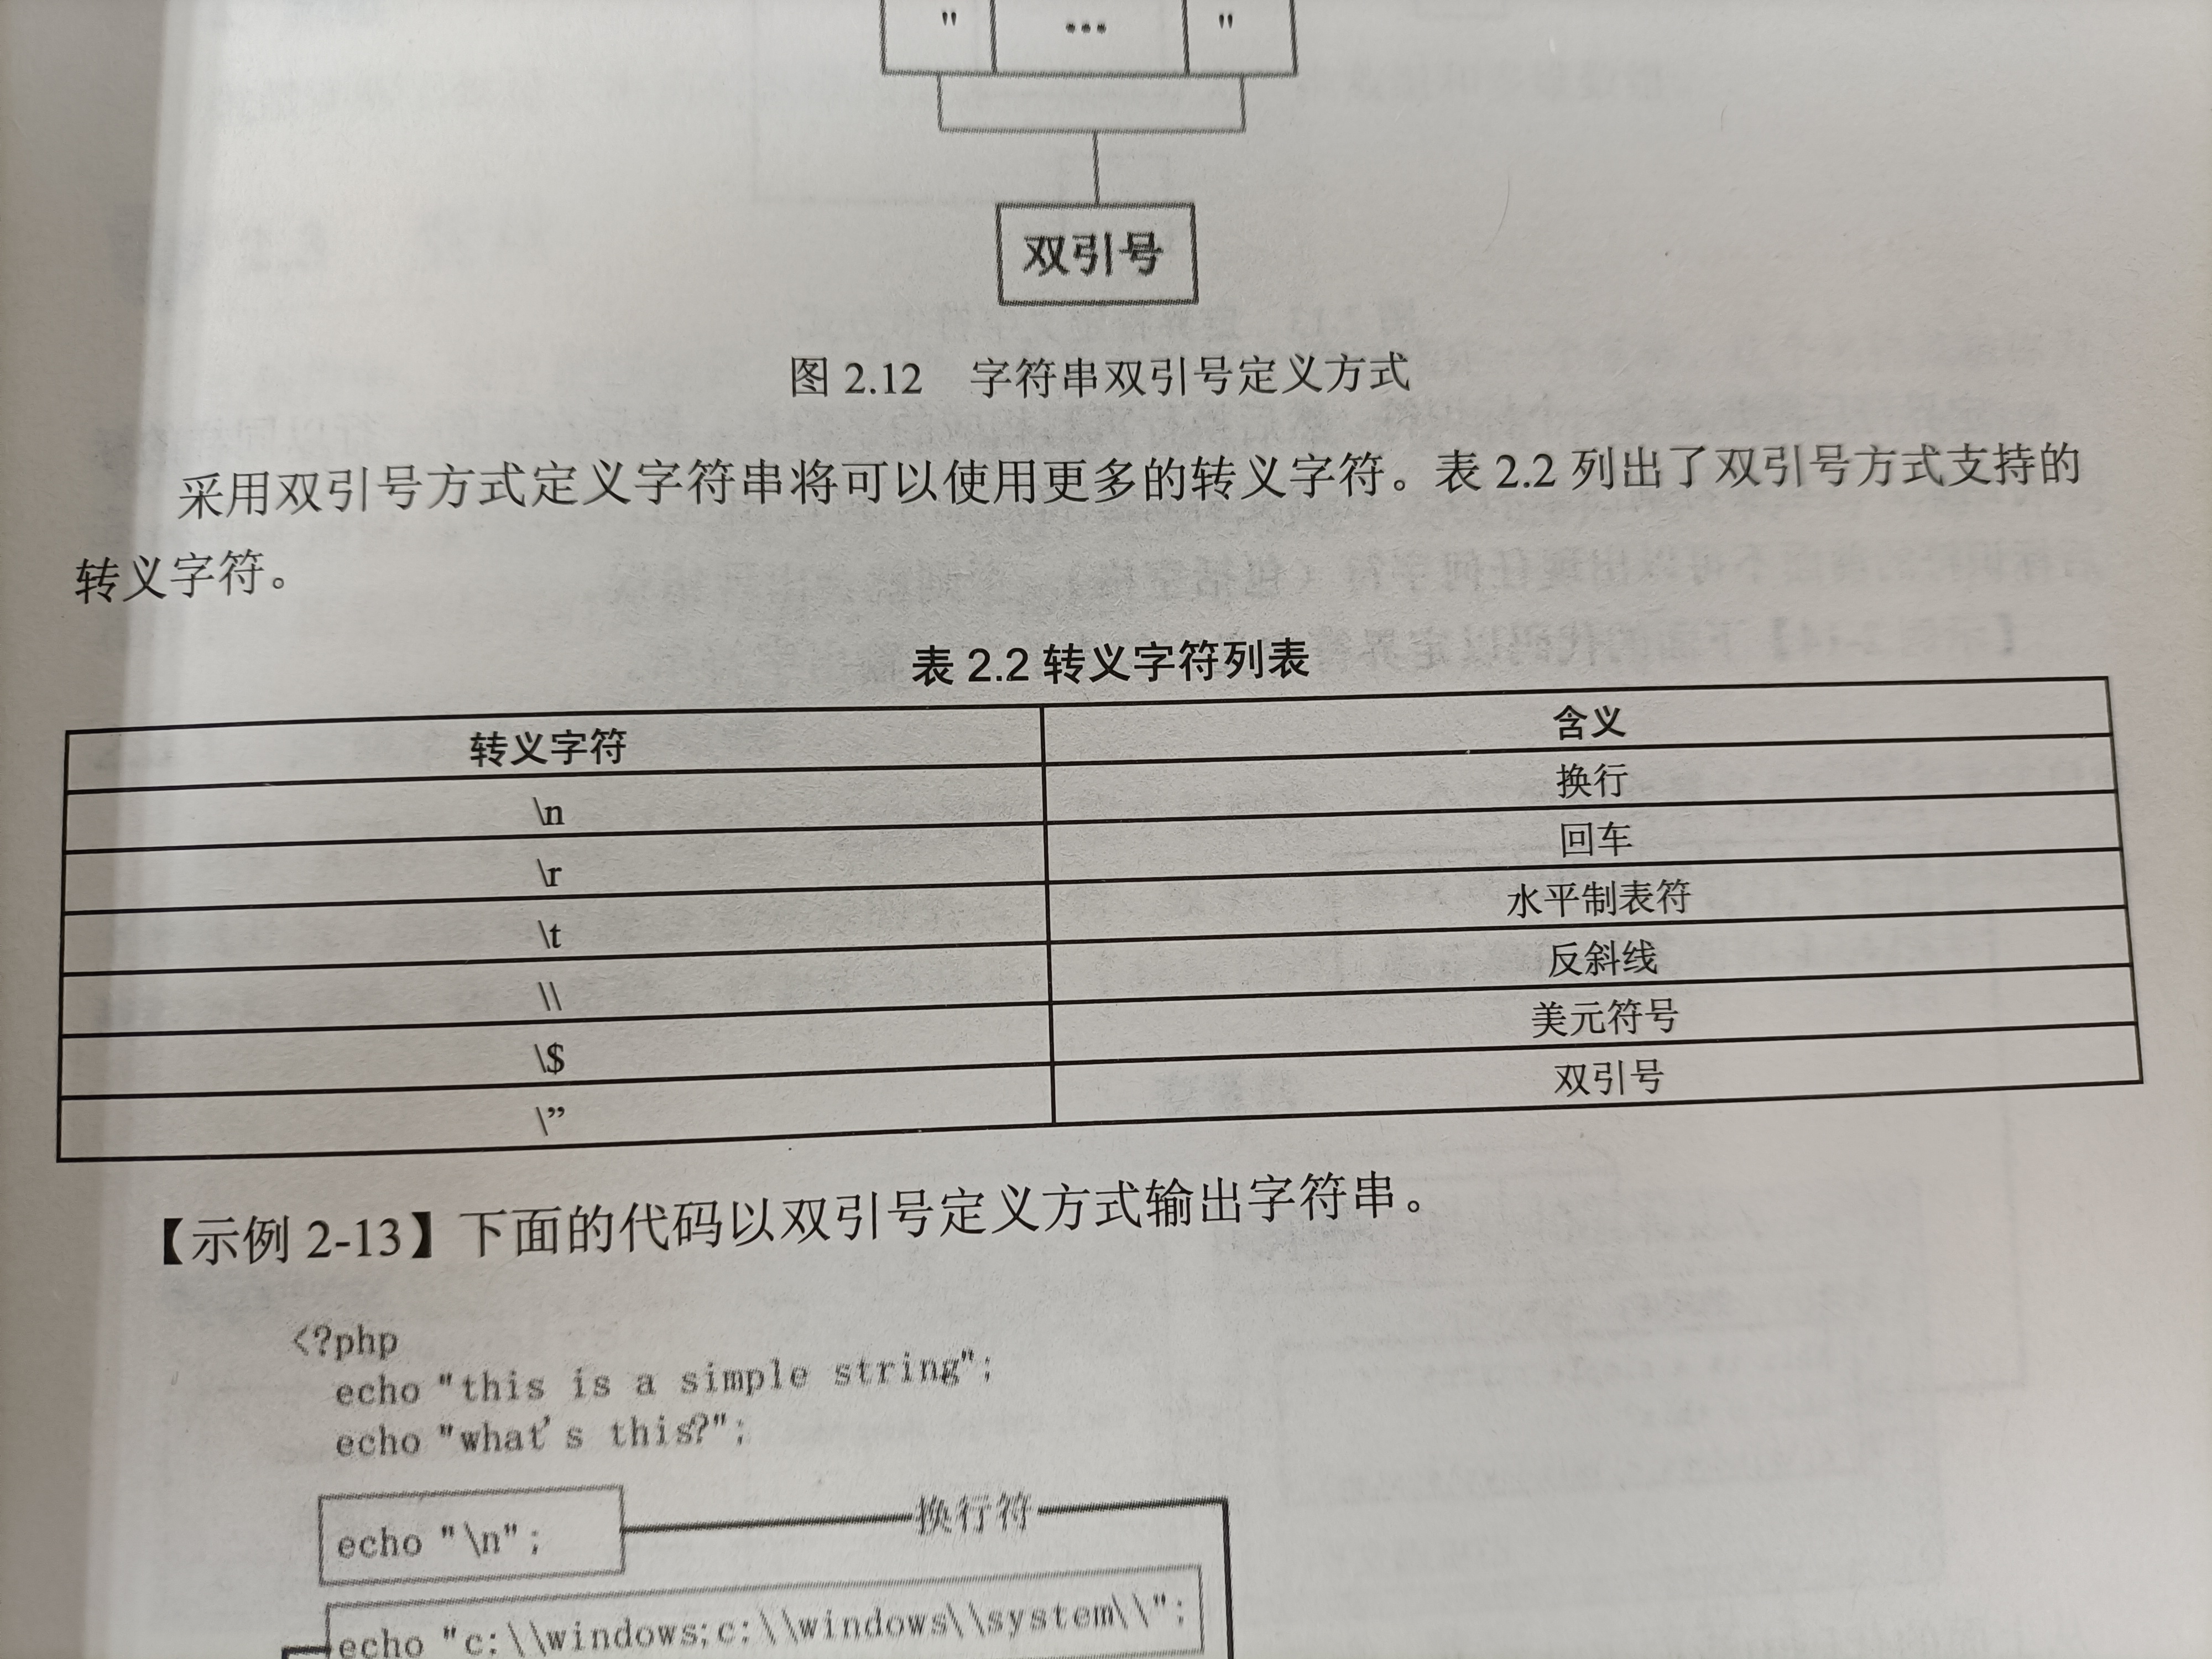 " ... "
双引号
图 2.12 字符串双引号定义方式
采用双引号方式定义字符串将可以使用更多的转义字符。表 2.2 列出了双引号方式支持的
转义字符。
表 2.2 转义字符列表
转义字符 含义
\n 换行
\r 回车
\t 水平制表符
\\ 反斜线
\$ 美元符号
\” 双引号
【示例 2-13】下面的代码以双引号定义方式输出字符串。
<?php
echo "this is a simple string";
echo "what's this?";
echo "\n"; 换行符
echo "c:\\windows;c:\\windows\\system\\";